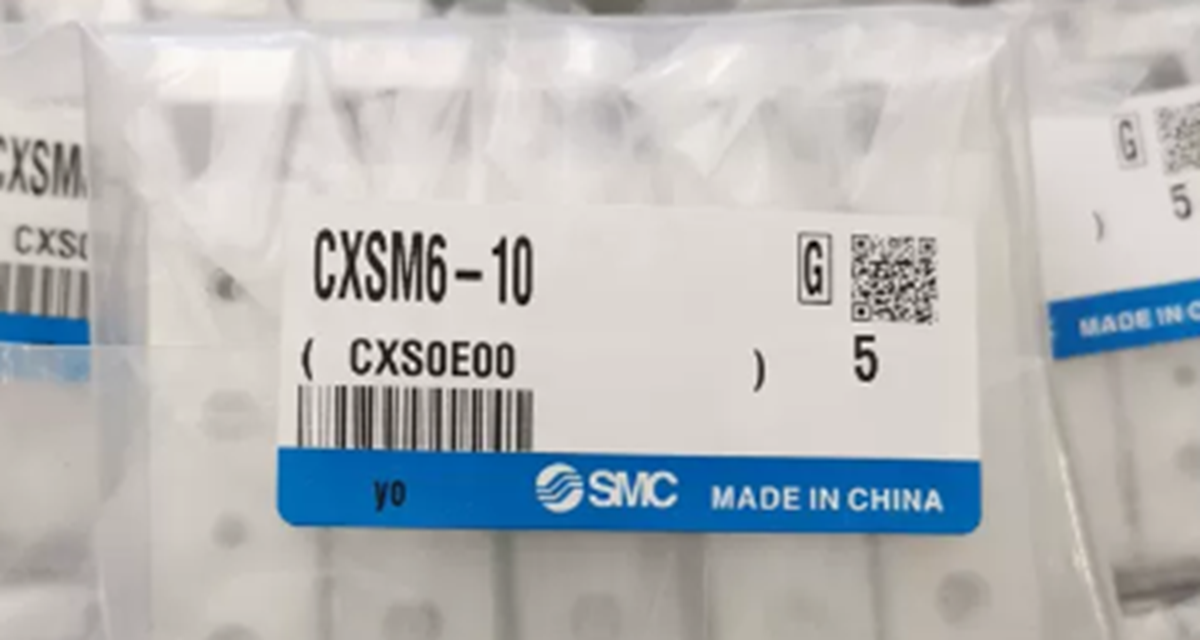 CXSM6-10
G
( CXS0E00 )
5
yo
SMC
MADE IN CHINA
CXSM
CXS
G
5
)
MADE IN C